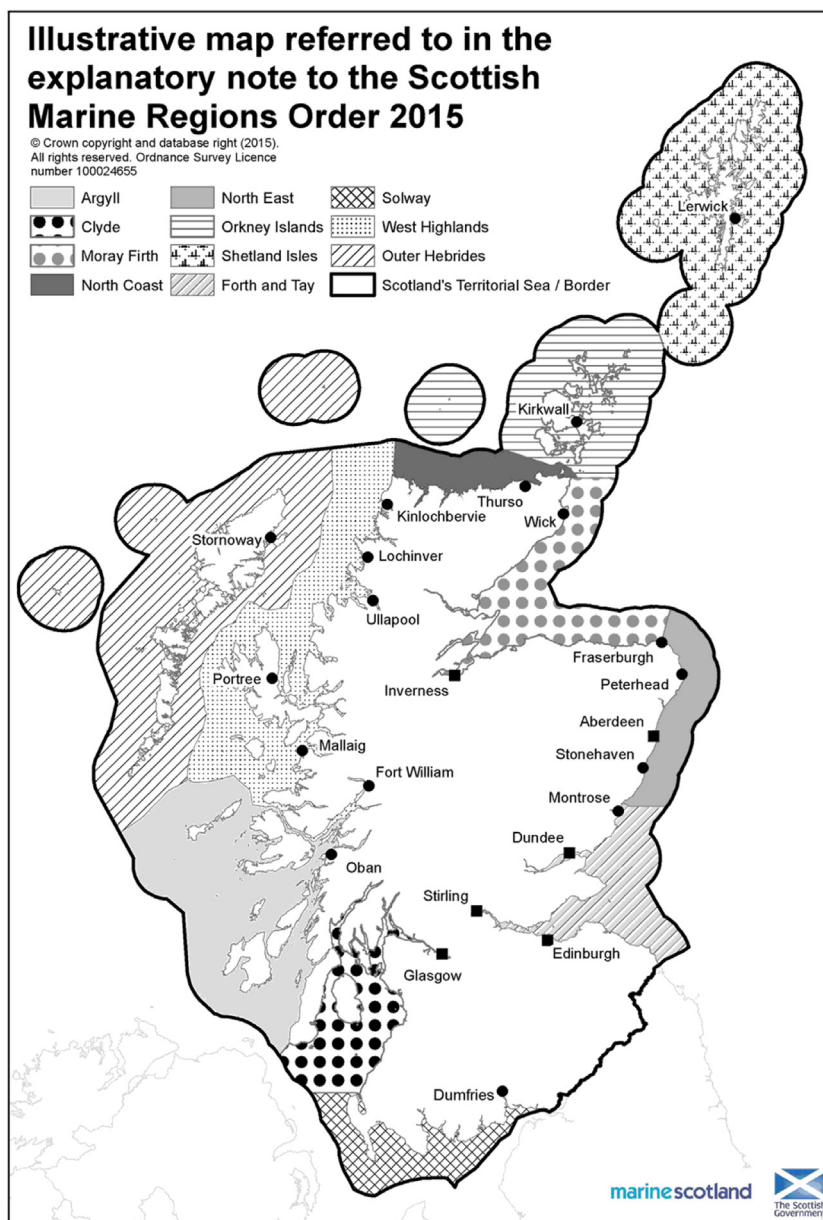 Illustrative map referred to in the
explanatory note to the Scottish
Marine Regions Order 2015
© Crown copyright and database right (2015).
All rights reserved. Ordnance Survey Licence
number 100024655
Argyll
North East
Solway
Clyde
Orkney Islands
West Highlands
Moray Firth
Shetland Isles
Outer Hebrides
North Coast
Forth and Tay
Scotland's Territorial Sea / Border
Lerwick
Kirkwall
Thurso
Kinlochbervie
Wick
Stornoway
Lochinver
Ullapool
Fraserburgh
Portree
Inverness
Peterhead
Aberdeen
Mallaig
Stonehaven
Fort William
Montrose
Dundee
Oban
Stirling
Edinburgh
Glasgow
Dumfries
marinescotland
The Scottish
Government